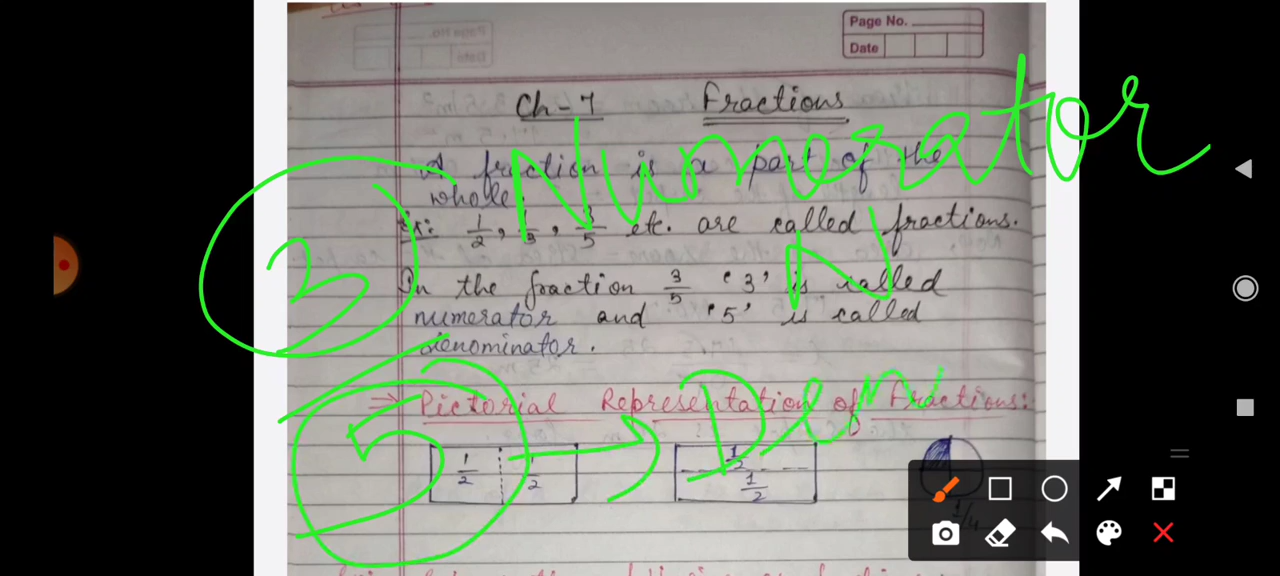 Page No.
Date
Ch-7 Fractions
A fraction is a part of the
whole.
Ex: 1/2, 1/3, 3/5 etc. are called fractions.
In the fraction 3/5 '3' is called
numerator and '5' is called
denominator.
⇒ Pictorial Representation of Fractions:
1/2 1/2
1/2
1/2
1/4
3 Numerator
N
5 → Den